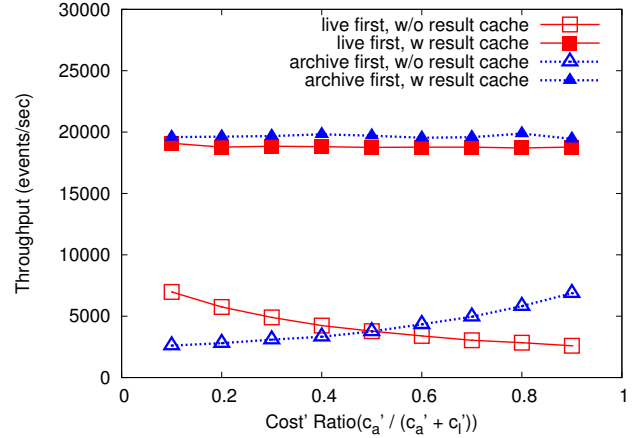 live first, w/o result cache
live first, w result cache
archive first, w/o result cache
archive first, w result cache
30000
25000
20000
15000
10000
5000
0
Throughput (events/sec)
0 0.2 0.4 0.6 0.8 1
Cost' Ratio(c_a' / (c_a' + c_l'))